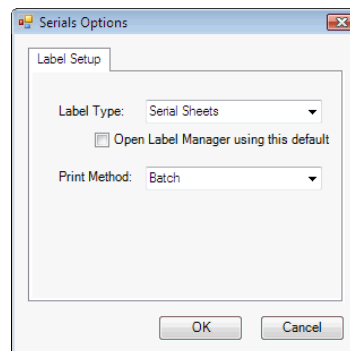 Serials Options
Label Setup
Label Type: Serial Sheets
Open Label Manager using this default
Print Method: Batch
OK Cancel